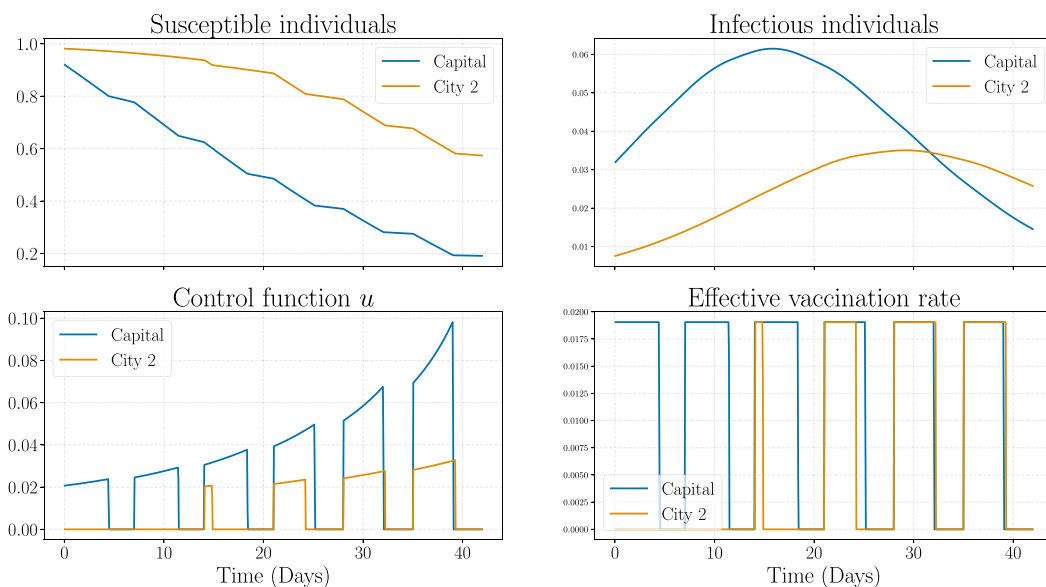 Susceptible individuals
1.0
0.8
0.6
0.4
0.2
Capital
City 2
Infectious individuals
0.06
0.05
0.04
0.03
0.02
0.01
Capital
City 2
Control function u
0.10
0.08
0.06
0.04
0.02
0.00
Capital
City 2
0 20 30 40
10
Time (Days)
Effective vaccination rate
0.0200
0.0175
0.0150
0.0125
0.0100
0.0075
0.0050
0.0025
0.0000
Capital
City 2
0 10 20 30 40
Time (Days)